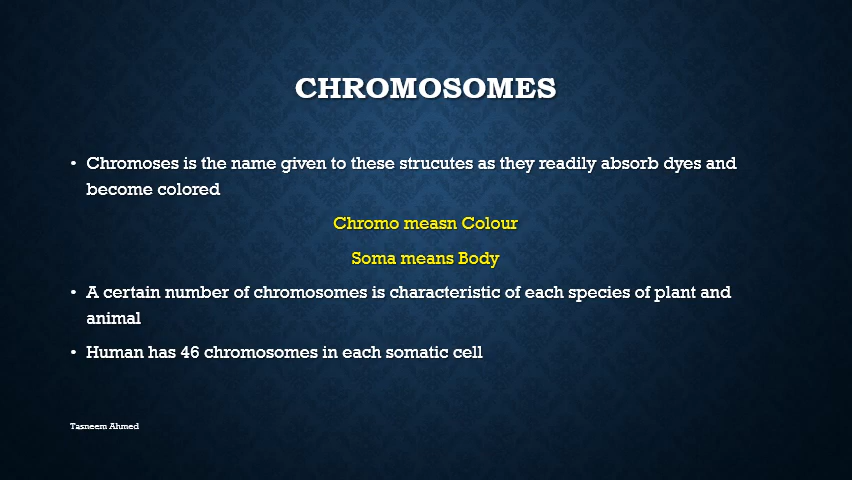 CHROMOSOMES
• Chromoses is the name given to these strucutes as they readily absorb dyes and
become colored
Chromo measn Colour
Soma means Body
• A certain number of chromosomes is characteristic of each species of plant and
animal
• Human has 46 chromosomes in each somatic cell
Tasneem Ahmed